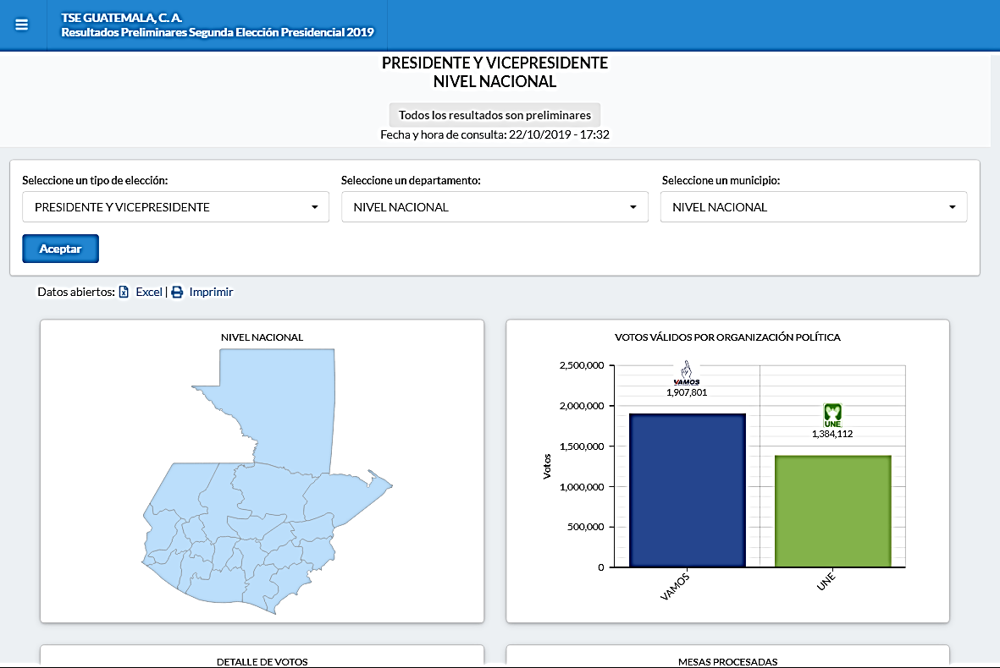 TSE GUATEMALA, C. A.
Resultados Preliminares Segunda Elección Presidencial 2019
PRESIDENTE Y VICEPRESIDENTE
NIVEL NACIONAL
Todos los resultados son preliminares
Fecha y hora de consulta: 22/10/2019 - 17:32
Seleccione un tipo de elección:
Seleccione un departamento:
Seleccione un municipio:
PRESIDENTE Y VICEPRESIDENTE
NIVEL NACIONAL
NIVEL NACIONAL
Aceptar
Datos abiertos: Excel | Imprimir
NIVEL NACIONAL
VOTOS VÁLIDOS POR ORGANIZACIÓN POLÍTICA
Votos
2,500,000
2,000,000
1,500,000
1,000,000
500,000
0
VAMOS
1,907,801
UNE
1,384,112
VAMOS
UNE
DETALLE DE VOTOS
MESAS PROCESADAS